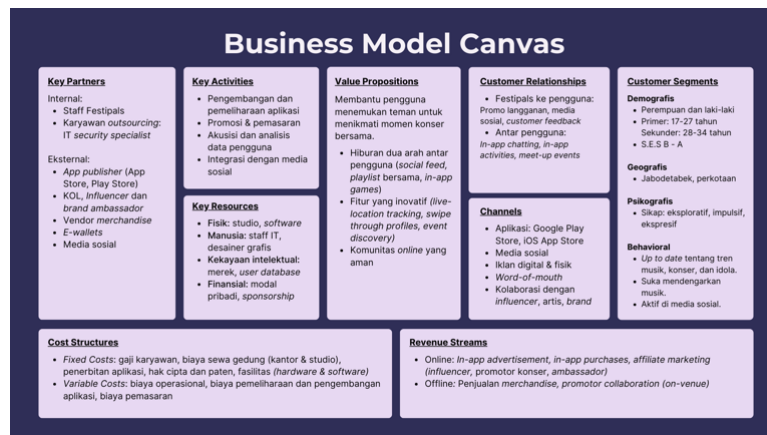 Business Model Canvas
Key Partners
Internal:
Staff Festipals
Karyawan outsourcing:
IT security specialist
Eksternal:
App publisher (App
Store, Play Store)
KOL, Influencer dan
brand ambassador
Vendor merchandise
E-wallets
Media sosial
Key Activities
Pengembangan dan
pemeliharaan aplikasi
Promosi & pemasaran
Akusisi dan analisis
data pengguna
Integrasi dengan media
sosial
Key Resources
Fisik: studio, software
Manusia: staff IT,
desainer grafis
Kekayaan intelektual:
merek, user database
Finansial: modal
pribadi, sponsorship
Value Propositions
Membantu pengguna
menemukan teman untuk
menikmati momen konser
bersama.
Hiburan dua arah antar
pengguna (social feed,
playlist bersama, in-app
games)
Fitur yang inovatif (live-
location tracking, swipe
through profiles, event
discovery)
Komunitas online yang
aman
Customer Relationships
Festipals ke pengguna:
Promo langganan, media
sosial, customer feedback
Antar pengguna:
In-app chatting, in-app
activities, meet-up events
Channels
Aplikasi: Google Play
Store, iOS App Store
Media sosial
Iklan digital & fisik
Word-of-mouth
Kolaborasi dengan
influencer, artis, brand
Customer Segments
Demografis
Perempuan dan laki-laki
Primer: 17-27 tahun
Sekunder: 28-34 tahun
S.E.S B - A
Geografis
Jabodetabek, perkotaan
Psikografis
Sikap: eksploratif, impulsif,
ekspresif
Behavioral
Up to date tentang tren
musik, konser, dan idola.
Suka mendengarkan
musik.
Aktif di media sosial.
Cost Structures
Fixed Costs: gaji karyawan, biaya sewa gedung (kantor & studio),
penerbitan aplikasi, hak cipta dan paten, fasilitas (hardware & software)
Variable Costs: biaya operasional, biaya pemeliharaan dan pengembangan
aplikasi, biaya pemasaran
Revenue Streams
Online: In-app advertisement, in-app purchases, affiliate marketing
(influencer, promotor konser, ambassador)
Offline: Penjualan merchandise, promotor collaboration (on-venue)